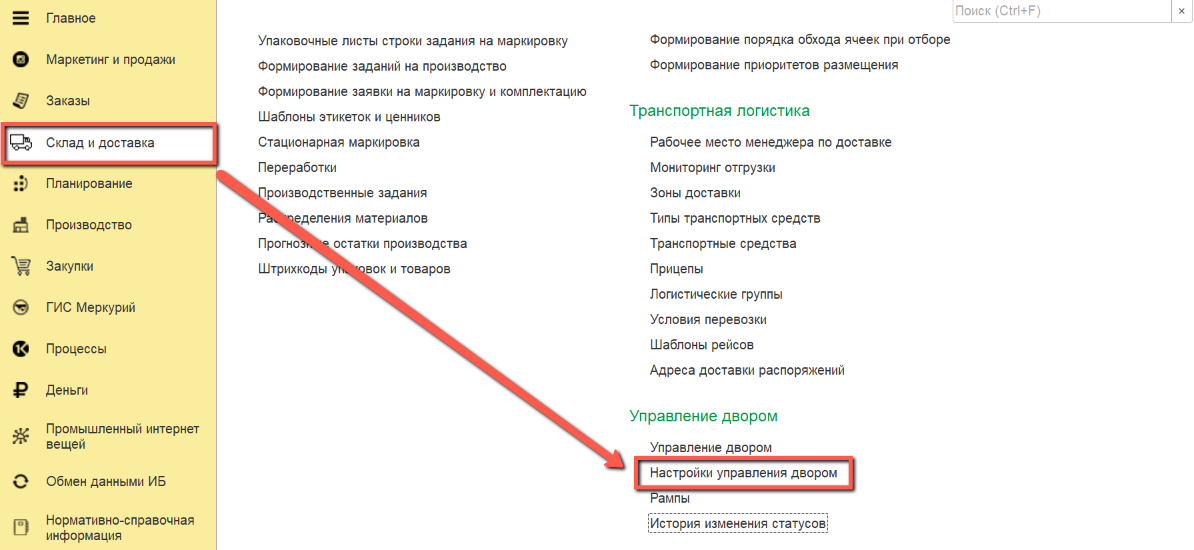 Главное
Маркетинг и продажи
Заказы
Склад и доставка
Планирование
Производство
Закупки
ГИС Меркурий
Процессы
Деньги
Промышленный интернет
вещей
Обмен данными ИБ
Нормативно-справочная
информация
Упаковочные листы строки задания на маркировку
Формирование заданий на производство
Формирование заявки на маркировку и комплектацию
Шаблоны этикеток и ценников
Стационарная маркировка
Переработки
Производственные задания
Распределения материалов
Прогнозные остатки производства
Штрихкоды упаковок и товаров
Поиск (Ctrl+F)
×
Формирование порядка обхода ячеек при отборе
Формирование приоритетов размещения
Транспортная логистика
Рабочее место менеджера по доставке
Мониторинг отгрузки
Зоны доставки
Типы транспортных средств
Транспортные средства
Прицепы
Логистические группы
Условия перевозки
Шаблоны рейсов
Адреса доставки распоряжений
Управление двором
Управление двором
Настройки управления двором
Рампы
История изменения статусов